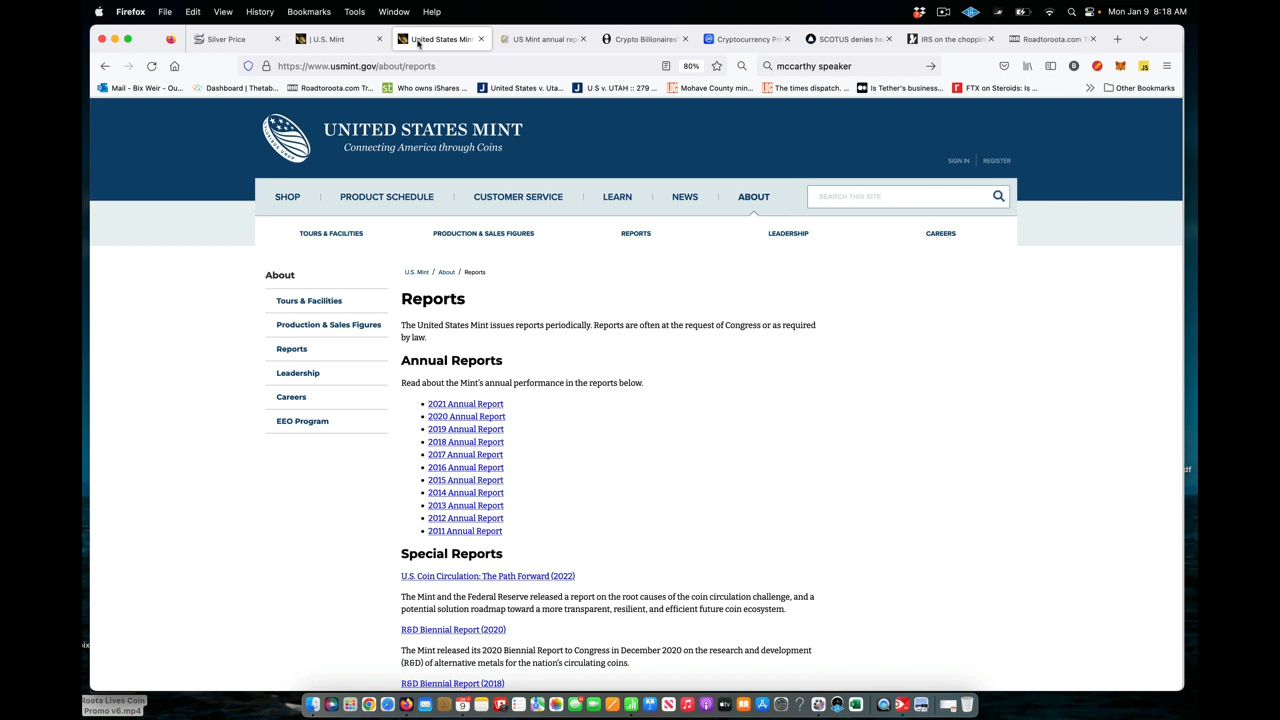 Firefox File Edit View History Bookmarks Tools Window Help
Mon Jan 9 8:18 AM
Silver Price
| U.S. Mint
United States Min
US Mint annual rep
Crypto Billionaires'
Cryptocurrency Pri
SCOTUS denies he
IRS on the chopping
Roadtoroota.com T
https://www.usmint.gov/about/reports
80%
mccarthy speaker
Mail - Bix Weir - Ou...
Dashboard | Thetab...
Roadtoroota.com Tr...
Who owns iShares ...
United States v. Uta...
U S v. UTAH :: 279 ...
Mohave County min...
The times dispatch. ...
Is Tether's business...
FTX on Steroids: Is ...
Other Bookmarks
UNITED STATES MINT
Connecting America through Coins
SIGN IN
REGISTER
SHOP
PRODUCT SCHEDULE
CUSTOMER SERVICE
LEARN
NEWS
ABOUT
SEARCH THIS SITE
TOURS & FACILITIES
PRODUCTION & SALES FIGURES
REPORTS
LEADERSHIP
CAREERS
About
Tours & Facilities
Production & Sales Figures
Reports
Leadership
Careers
EEO Program
U.S. Mint / About / Reports
Reports
The United States Mint issues reports periodically. Reports are often at the request of Congress or as required
by law.
Annual Reports
Read about the Mint's annual performance in the reports below.
• 2021 Annual Report
• 2020 Annual Report
• 2019 Annual Report
• 2018 Annual Report
• 2017 Annual Report
• 2016 Annual Report
• 2015 Annual Report
• 2014 Annual Report
• 2013 Annual Report
• 2012 Annual Report
• 2011 Annual Report
Special Reports
U.S. Coin Circulation: The Path Forward (2022)
The Mint and the Federal Reserve released a report on the root causes of the coin circulation challenge, and a
potential solution roadmap toward a more transparent, resilient, and efficient future coin ecosystem.
R&D Biennial Report (2020)
The Mint released its 2020 Biennial Report to Congress in December 2020 on the research and development
(R&D) of alternative metals for the nation's circulating coins.
R&D Biennial Report (2018)
df
Roota Lives Coin
Promo v6.mp4